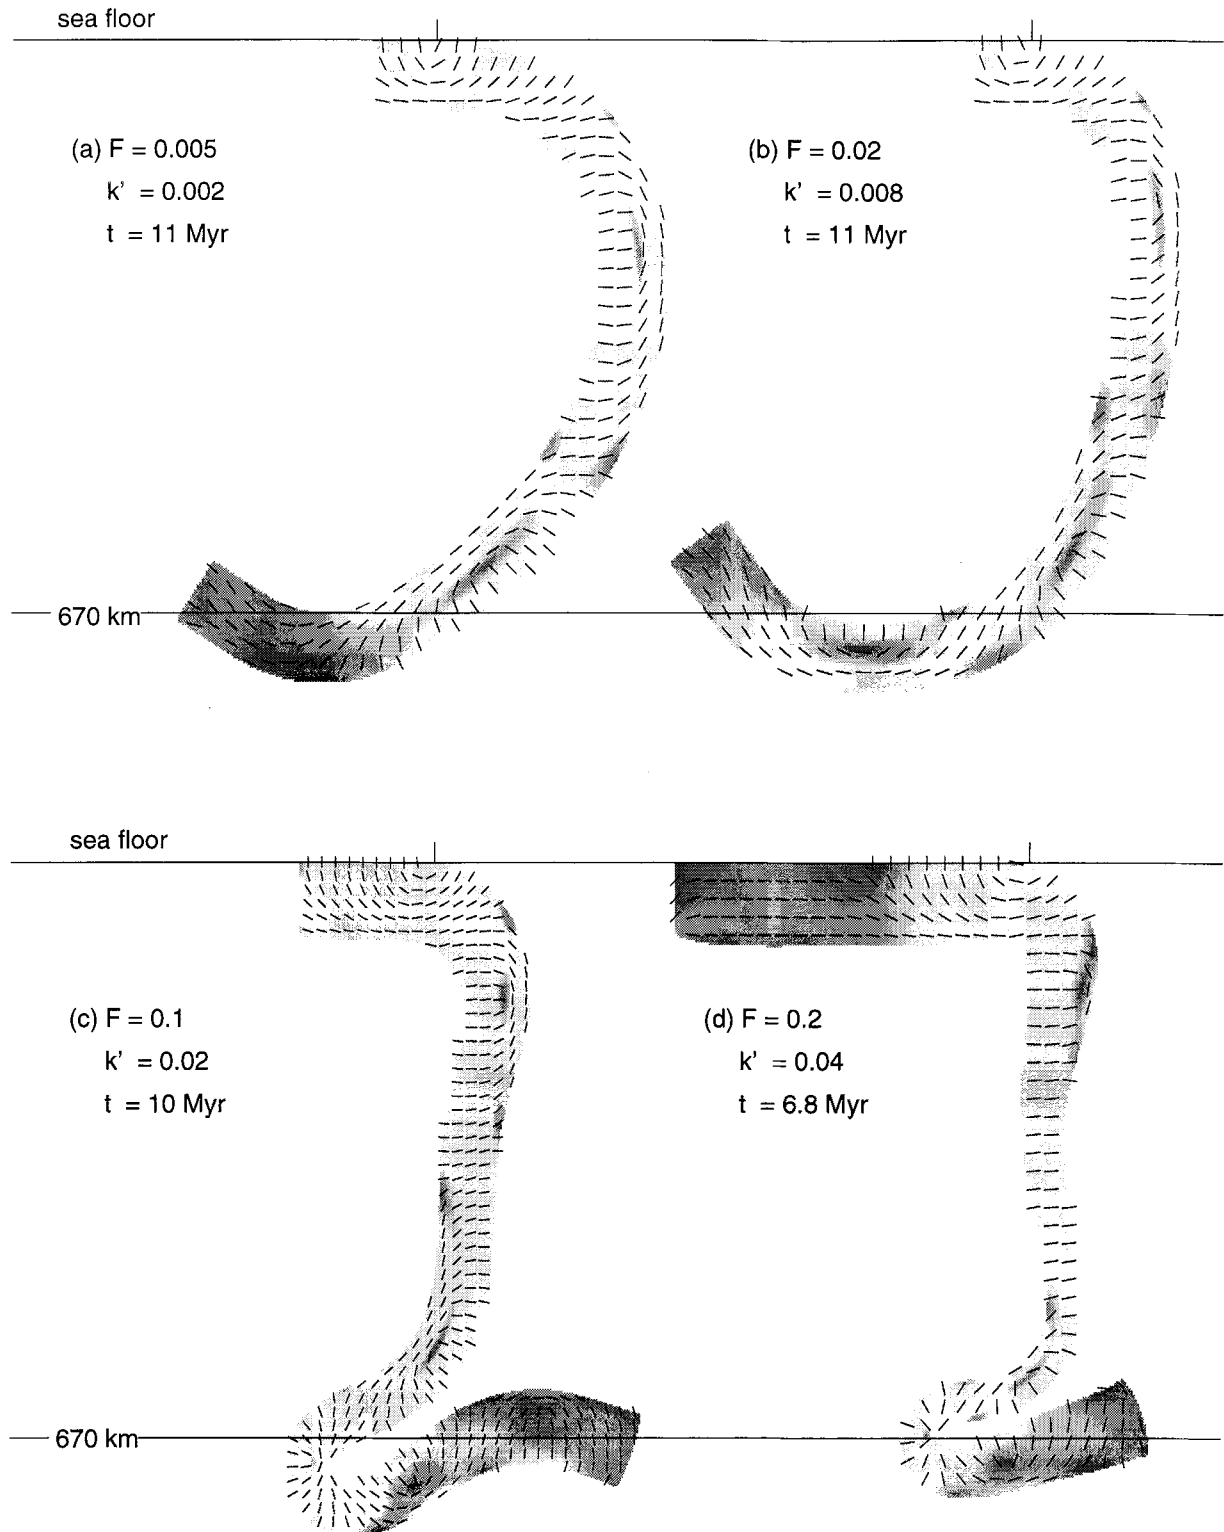 sea floor
(a) F = 0.005
k' = 0.002
t = 11 Myr
(b) F = 0.02
k' = 0.008
t = 11 Myr
670 km
sea floor
(c) F = 0.1
k' = 0.02
t = 10 Myr
(d) F = 0.2
k' = 0.04
t = 6.8 Myr
670 km